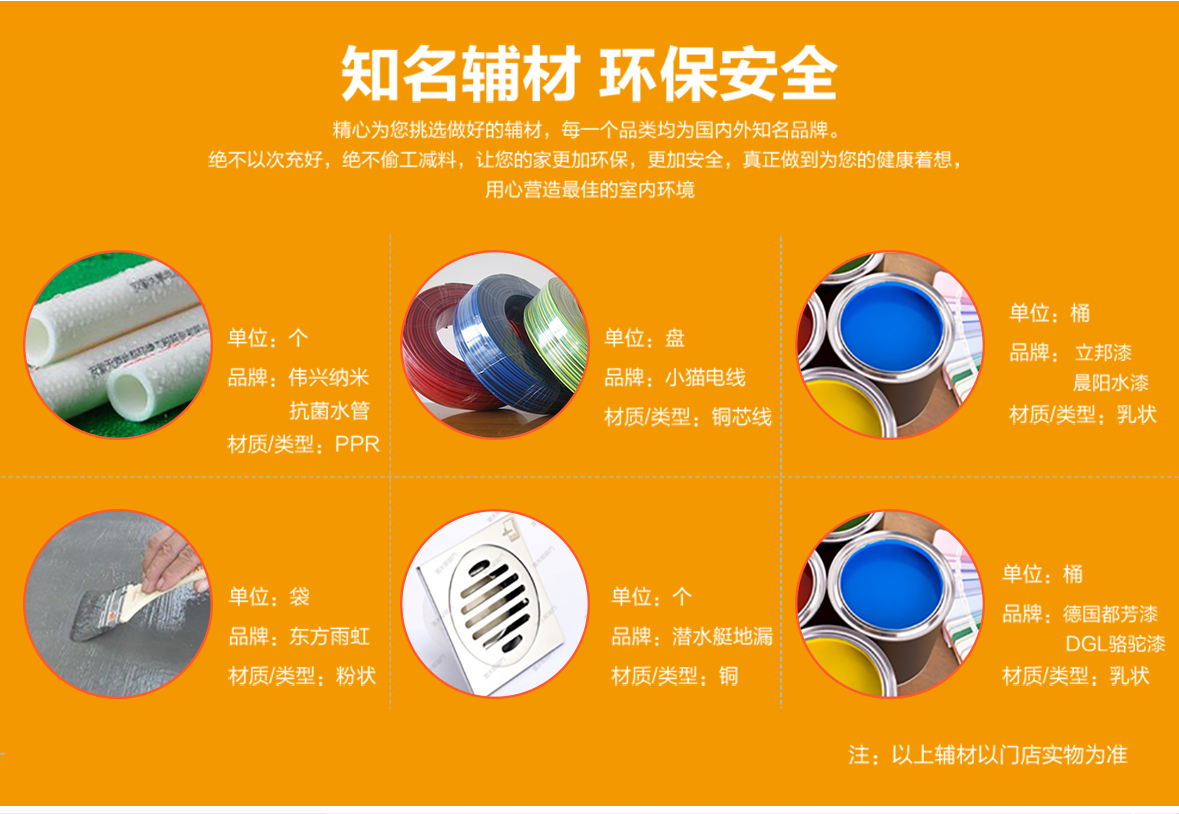 知名辅材 环保安全
精心为您挑选做好的辅材，每一个品类均为国内外知名品牌。
绝不以次充好，绝不偷工减料，让您的家更加环保，更加安全，真正做到为您的健康着想，
用心营造最佳的室内环境
单位：个
品牌：伟兴纳米
抗菌水管
材质/类型：PPR
单位：盘
品牌：小猫电线
材质/类型：铜芯线
单位：桶
品牌： 立邦漆
晨阳水漆
材质/类型：乳状
单位：袋
品牌：东方雨虹
材质/类型：粉状
单位：个
品牌：潜水艇地漏
材质/类型：铜
单位：桶
品牌：德国都芳漆
DGL骆驼漆
材质/类型：乳状
注：以上辅材以门店实物为准